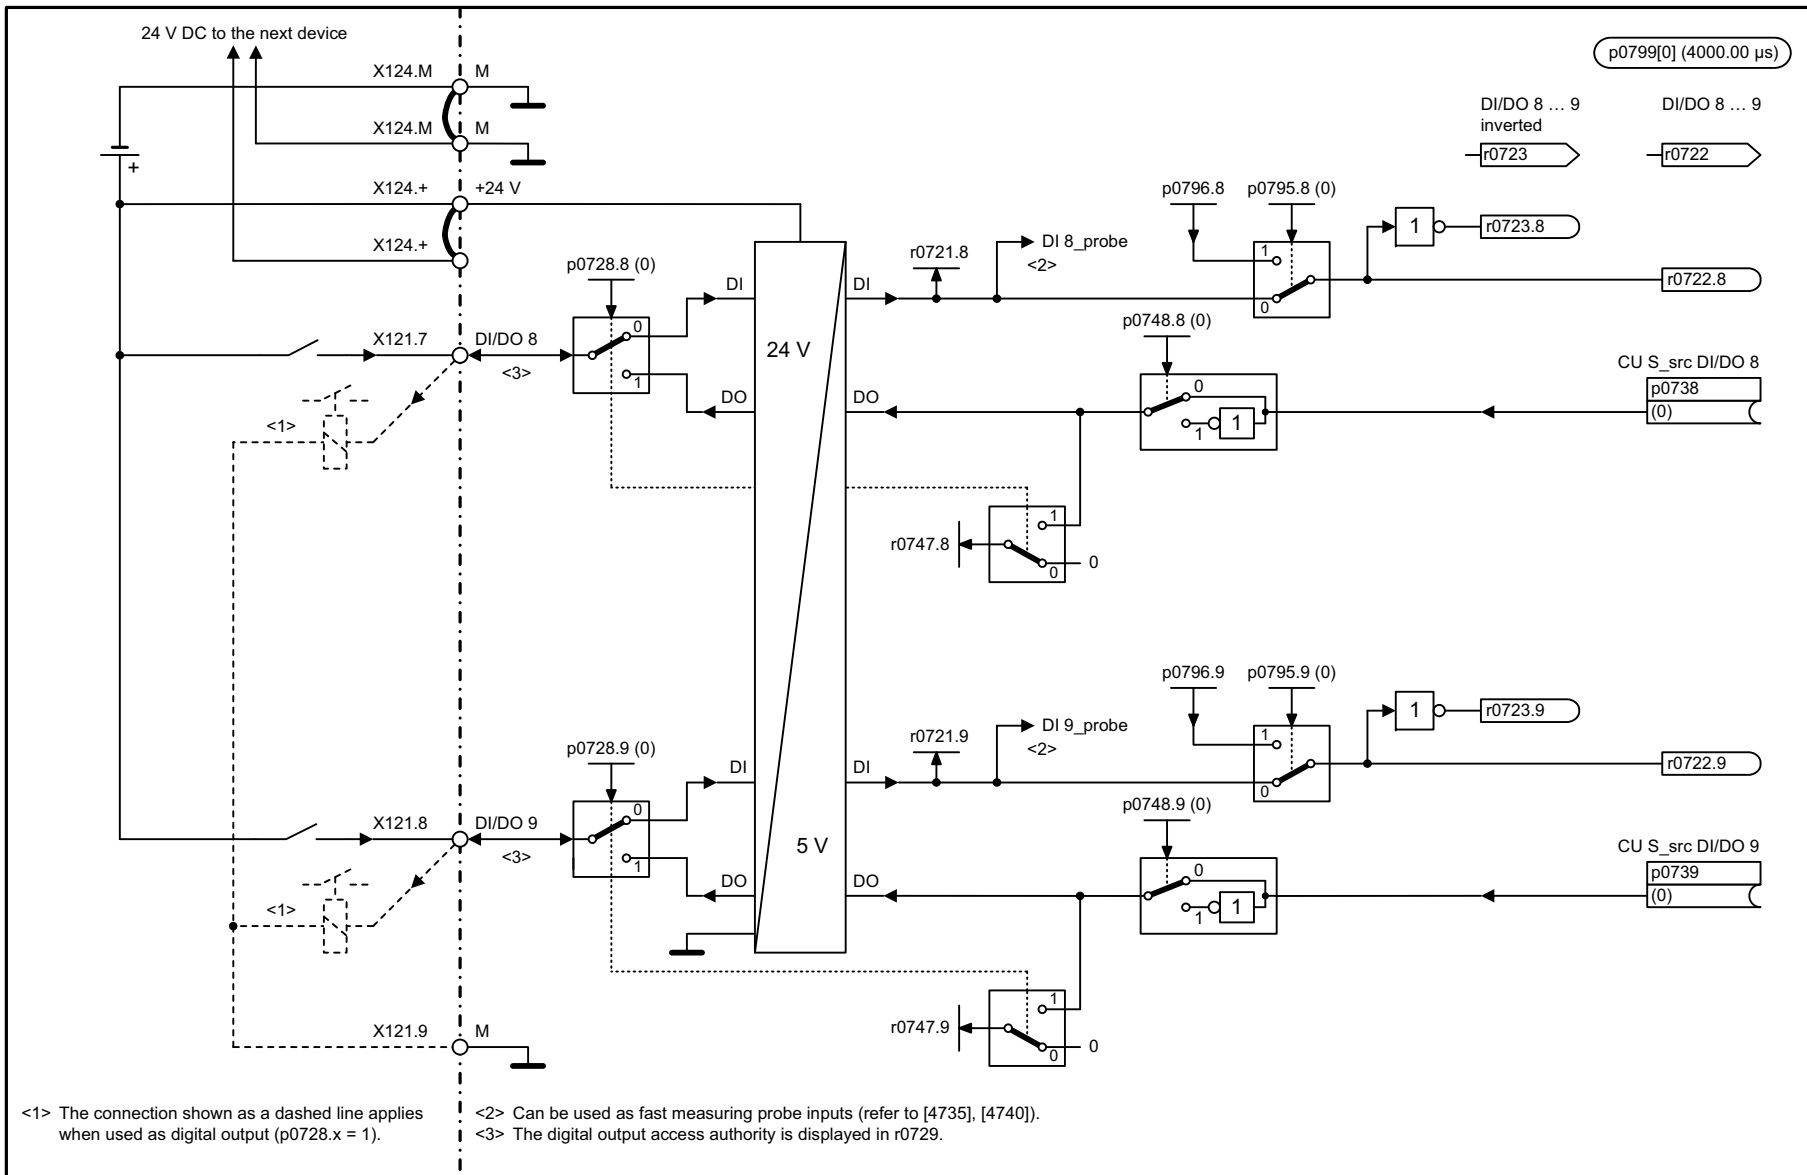 24 V DC to the next device
p0799[0] (4000.00 µs)
X124.M
M
DI/DO 8 … 9
inverted
DI/DO 8 … 9
X124.M
M
r0723
r0722
+
X124.+
+24 V
p0796.8
p0795.8 (0)
1
r0723.8
X124.+
r0721.8
DI 8_probe
<2>
1
p0728.8 (0)
DI
DI
r0722.8
0
p0748.8 (0)
X121.7
DI/DO 8
<3>
0
1
24 V
CU S_src DI/DO 8
p0738
(0)
DO
DO
0
1
1
<1>
r0747.8
1
0
0
p0796.9
p0795.9 (0)
1
r0723.9
r0721.9
DI 9_probe
<2>
1
p0728.9 (0)
DI
DI
r0722.9
0
p0748.9 (0)
X121.8
DI/DO 9
<3>
0
1
5 V
CU S_src DI/DO 9
p0739
(0)
DO
DO
0
1
1
<1>
r0747.9
1
0
0
X121.9
M
<1> The connection shown as a dashed line applies
when used as digital output (p0728.x = 1).
<2> Can be used as fast measuring probe inputs (refer to [4735], [4740]).
<3> The digital output access authority is displayed in r0729.